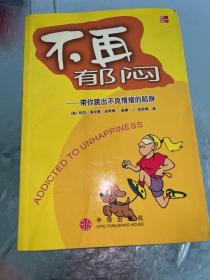 不再
郁闷
——带你跳出不良情绪的陷阱
ADDICTED TO UNHAPPINESS
中信出版社
CITIC PUBLISHING HOUSE